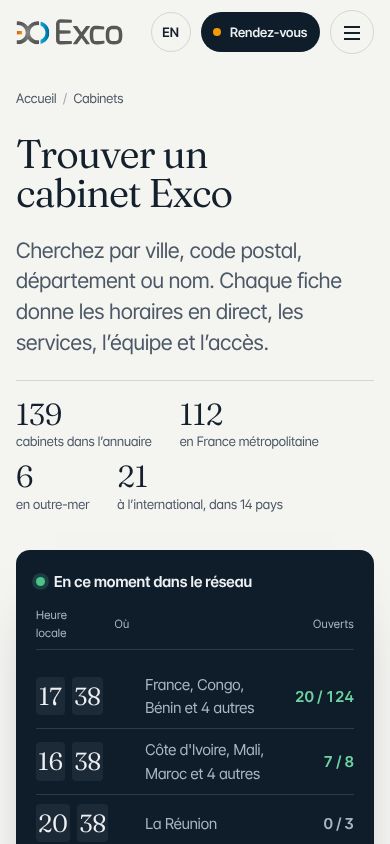 Exco
EN
Rendez-vous
Accueil / Cabinets
Trouver un
cabinet Exco
Cherchez par ville, code postal,
département ou nom. Chaque fiche
donne les horaires en direct, les
services, l’équipe et l’accès.
139
cabinets dans l’annuaire
112
en France métropolitaine
6
en outre-mer
21
à l’international, dans 14 pays
En ce moment dans le réseau
Heure
locale
Où
Ouverts
17 38
France, Congo,
Bénin et 4 autres
20 / 124
16 38
Côte d'Ivoire, Mali,
Maroc et 4 autres
7 / 8
20 38
La Réunion
0 / 3